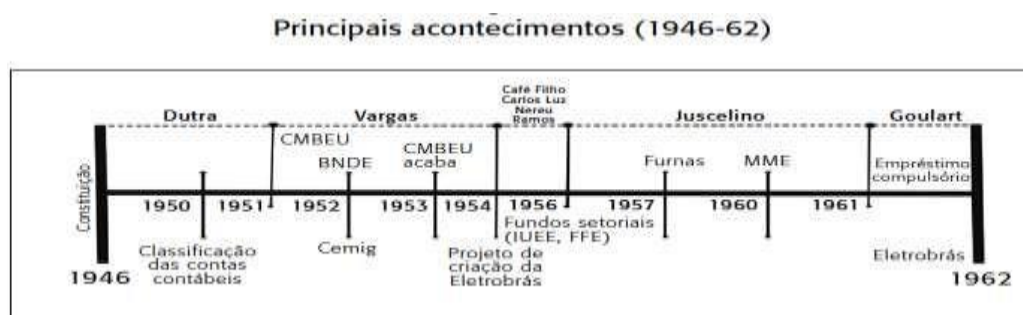 Principais acontecimentos (1946-62)
Café Filho
Carlos Luz
Nereu
Ramos
Dutra
Vargas
Juscelino
Goulart
CMBEU
BNDE
CMBEU
acaba
Furnas
MME
Empréstimo
compulsório
Constituição
1950
1951
1952
1953
1954
1956
1957
1960
1961
Classificação
das contas
contábeis
Cemig
Projeto de
criação da
Eletrobrás
Fundos setoriais
(IUEE, FFE)
Eletrobrás
1946
1962